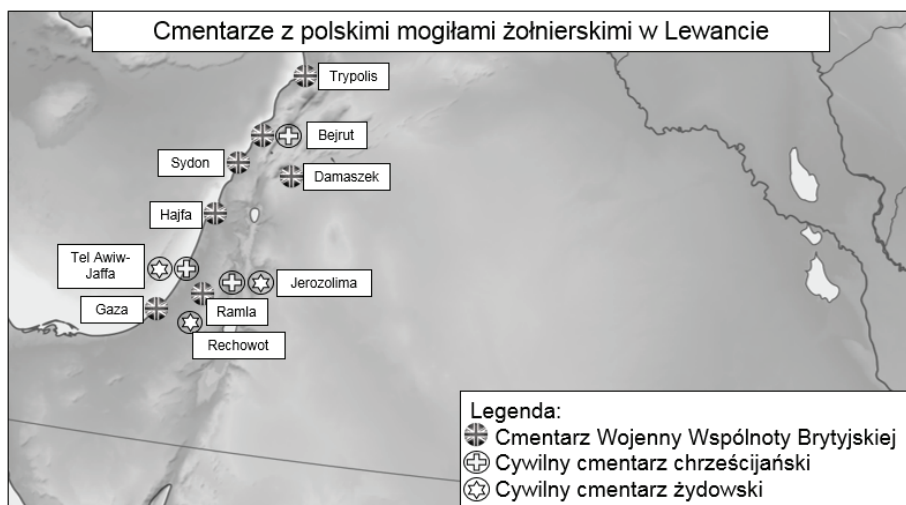 Cmentarze z polskimi mogiłami żołnierskimi w Lewancie
Trypolis
Bejrut
Sydon
Damaszek
Hajfa
Tel Awiw-
Jaffa
Jerozolima
Gaza
Ramla
Rechowot
Legenda:
Cmentarz Wojenny Wspólnoty Brytyjskiej
Cywilny cmentarz chrześcijański
Cywilny cmentarz żydowski